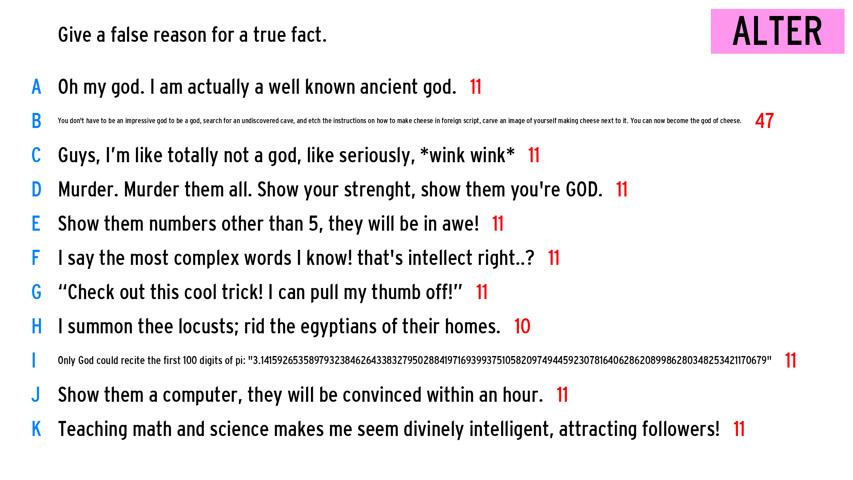 Give a false reason for a true fact.
ALTER
A Oh my god. I am actually a well known ancient god. 11
B You don't have to be an impressive god to be a god, search for an undiscovered cave, and etch the instructions on how to make cheese in foreign script, carve an image of yourself making cheese next to it. You can now become the god of cheese. 47
C Guys, I'm like totally not a god, like seriously, *wink wink* 11
D Murder. Murder them all. Show your strenght, show them you're GOD. 11
E Show them numbers other than 5, they will be in awe! 11
F I say the most complex words I know! that's intellect right..? 11
G “Check out this cool trick! I can pull my thumb off!” 11
H I summon thee locusts; rid the egyptians of their homes. 10
I Only God could recite the first 100 digits of pi: "3.1415926535897932384626433832795028841971693993751058209749445923078164062862089986280348253421170679" 11
J Show them a computer, they will be convinced within an hour. 11
K Teaching math and science makes me seem divinely intelligent, attracting followers! 11